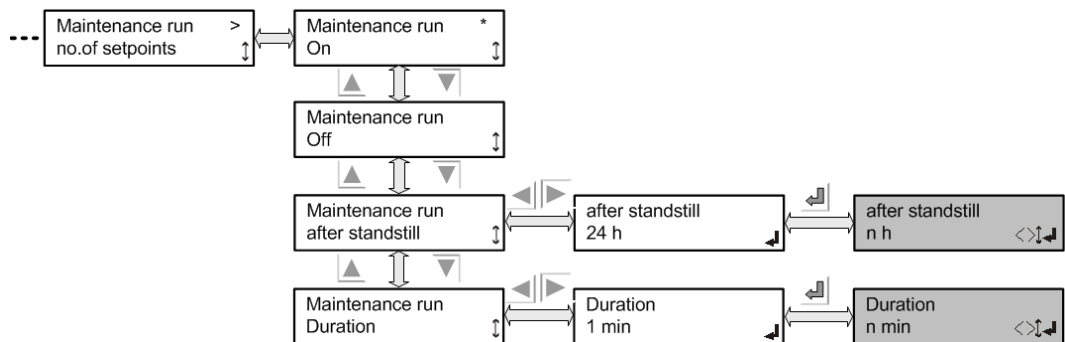 Maintenance run >
no.of setpoints
Maintenance run *
On
Maintenance run
Off
Maintenance run
after standstill
after standstill
24 h
after standstill
n h <>
Maintenance run
Duration
Duration
1 min
Duration
n min <>